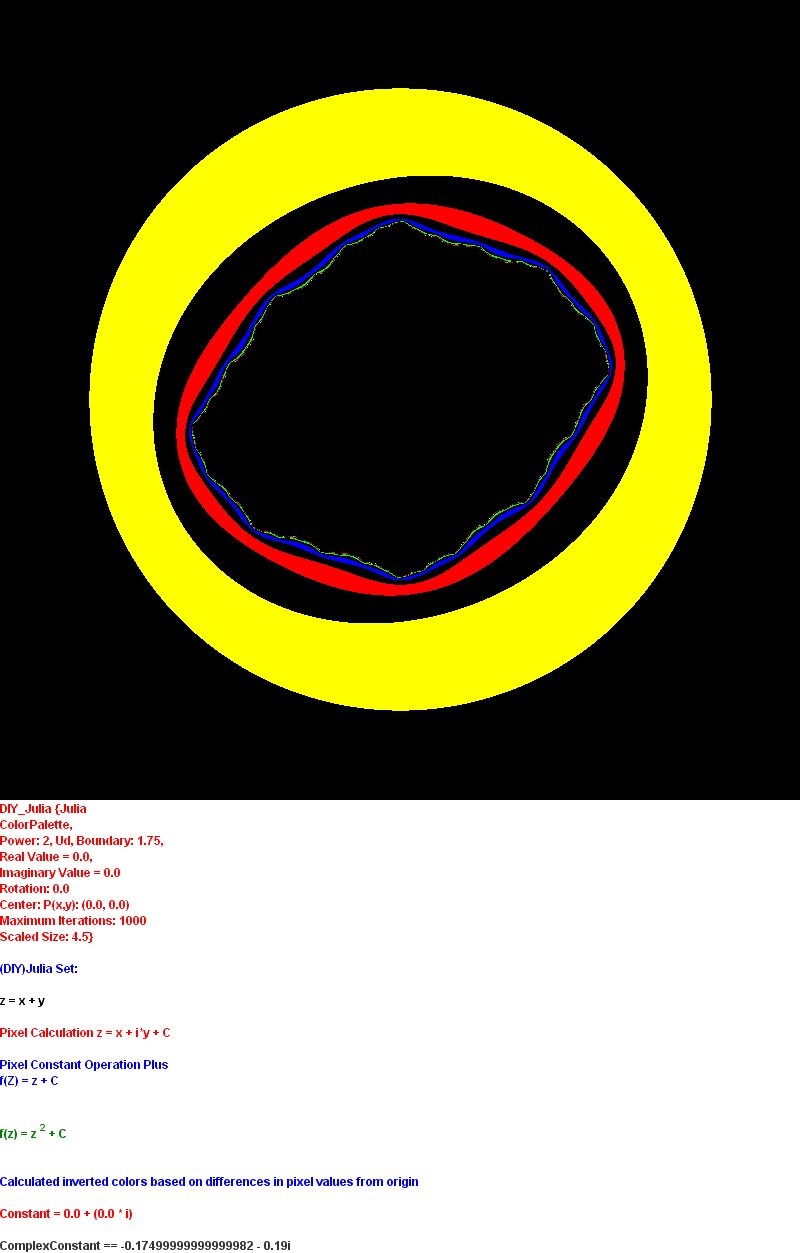 DIY_Julia {Julia
ColorPalette,
Power: 2, Ud, Boundary: 1.75,
Real Value = 0.0,
Imaginary Value = 0.0
Rotation: 0.0
Center: P(x,y): (0.0, 0.0)
Maximum Iterations: 1000
Scaled Size: 4.5}
(DIY)Julia Set:
z = x + y
Pixel Calculation z = x + i*y + C
Pixel Constant Operation Plus
f(Z) = z + C
f(z) = z ² + C
Calculated inverted colors based on differences in pixel values from origin
Constant = 0.0 + (0.0 * i)
ComplexConstant == -0.17499999999999982 - 0.19i